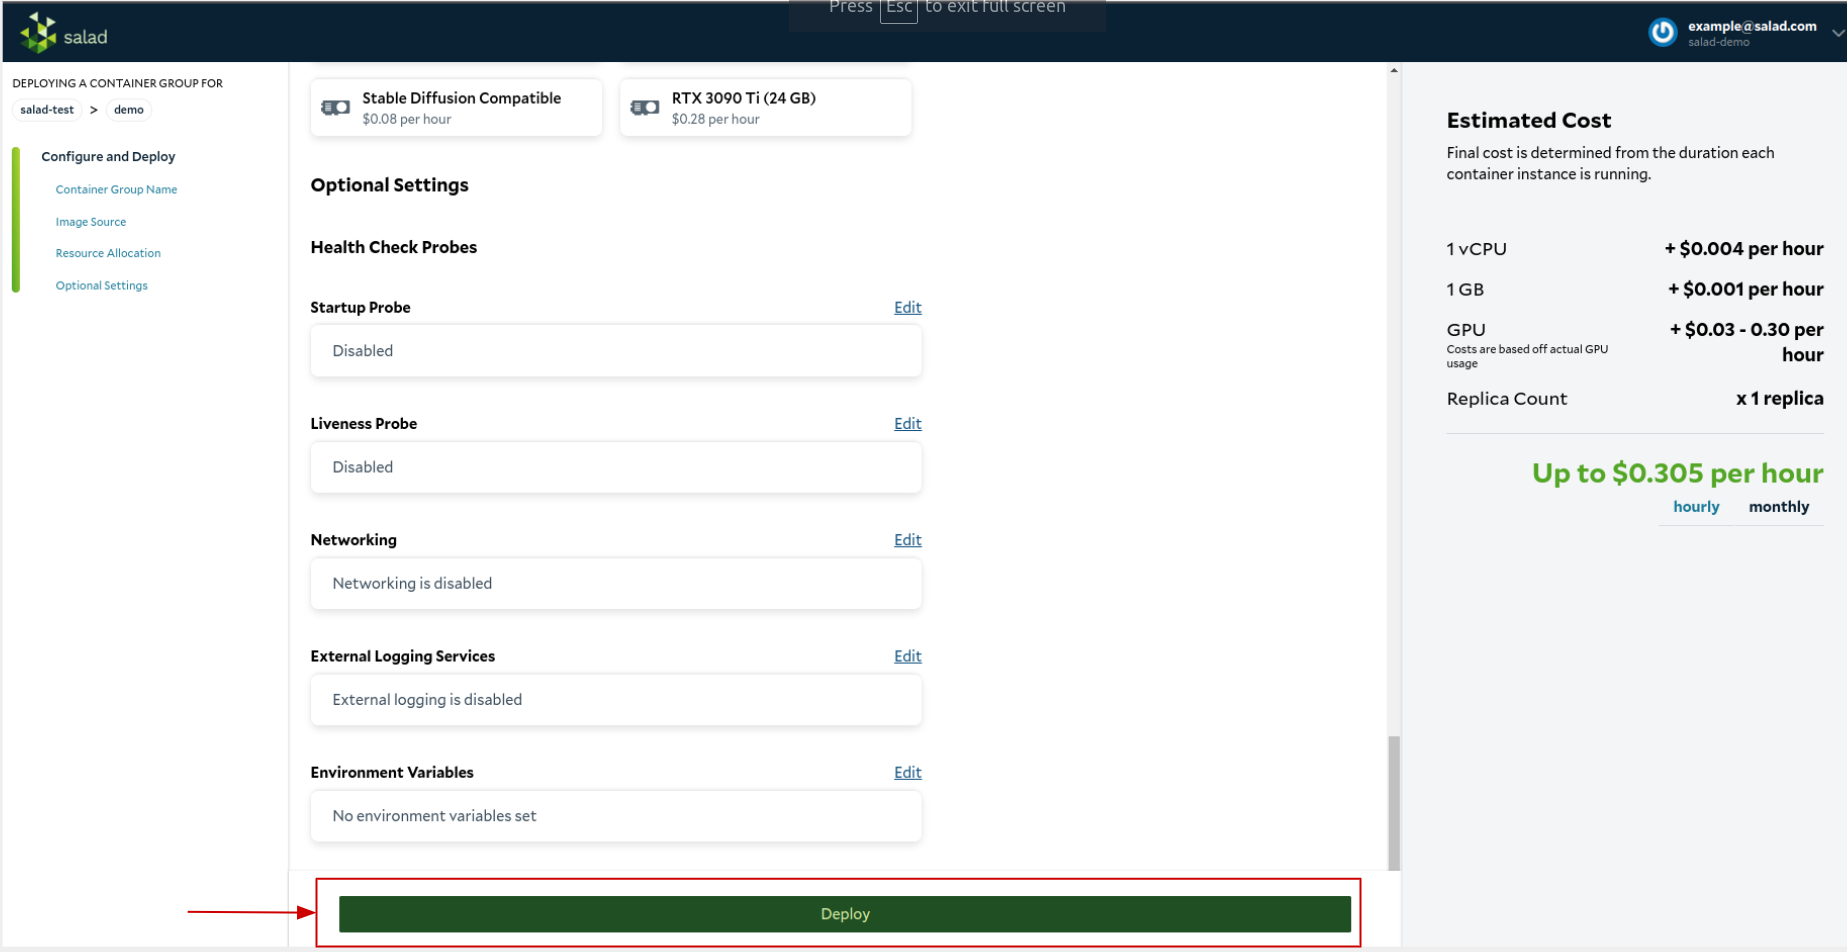 Press Esc to exit full screen
salad
example@salad.com
salad-demo
DEPLOYING A CONTAINER GROUP FOR
salad-test > demo
Configure and Deploy
Container Group Name
Image Source
Resource Allocation
Optional Settings
Stable Diffusion Compatible
$0.08 per hour
RTX 3090 Ti (24 GB)
$0.28 per hour
Optional Settings
Health Check Probes
Startup Probe Edit
Disabled
Liveness Probe Edit
Disabled
Networking Edit
Networking is disabled
External Logging Services Edit
External logging is disabled
Environment Variables Edit
No environment variables set
Deploy
Estimated Cost
Final cost is determined from the duration each
container instance is running.
1 vCPU + $0.004 per hour
1 GB + $0.001 per hour
GPU + $0.03 - 0.30 per
hour
Costs are based off actual GPU
usage
Replica Count x 1 replica
Up to $0.305 per hour
hourly monthly